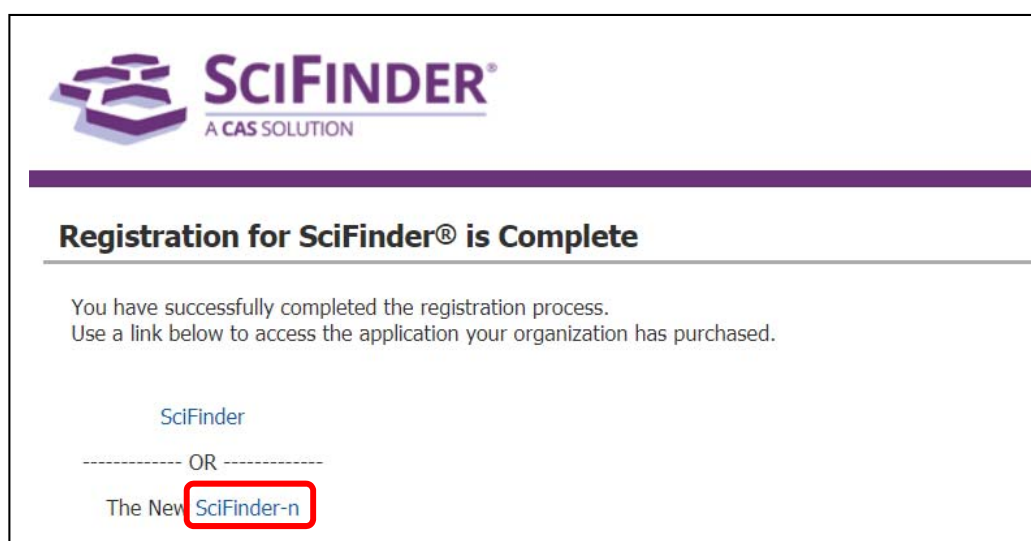 SCIFINDER®
A CAS SOLUTION
Registration for SciFinder® is Complete
You have successfully completed the registration process.
Use a link below to access the application your organization has purchased.
SciFinder
------------- OR -------------
The New SciFinder-n